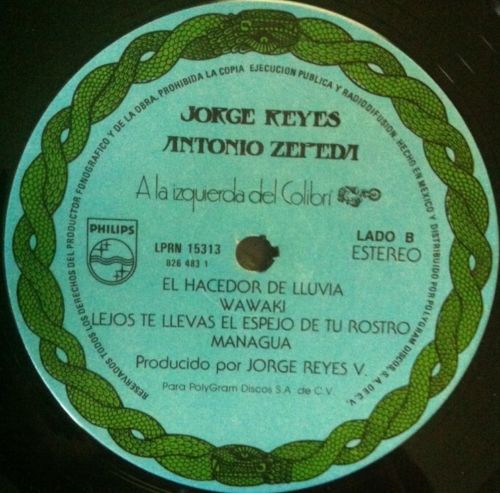 RESERVADOS TODOS LOS DERECHOS DEL PRODUCTOR FONOGRAFICO Y DE LA OBRA. PROHIBIDA LA COPIA EJECUCION PUBLICA Y RADIODIFUSION. HECHO EN MEXICO Y DISTRIBUIDO POR POLYGRAM DISCOS, S.A. DE C.V.
JORGE REYES
ANTONIO ZEPEDA
A la izquierda del Colibrí
PHILIPS
LPRN 15313
826 483 1
LADO B
ESTEREO
EL HACEDOR DE LLUVIA
WAWAKI
LEJOS TE LLEVAS EL ESPEJO DE TU ROSTRO
MANAGUA
Producido por JORGE REYES V.
Para PolyGram Discos S.A. de C.V.